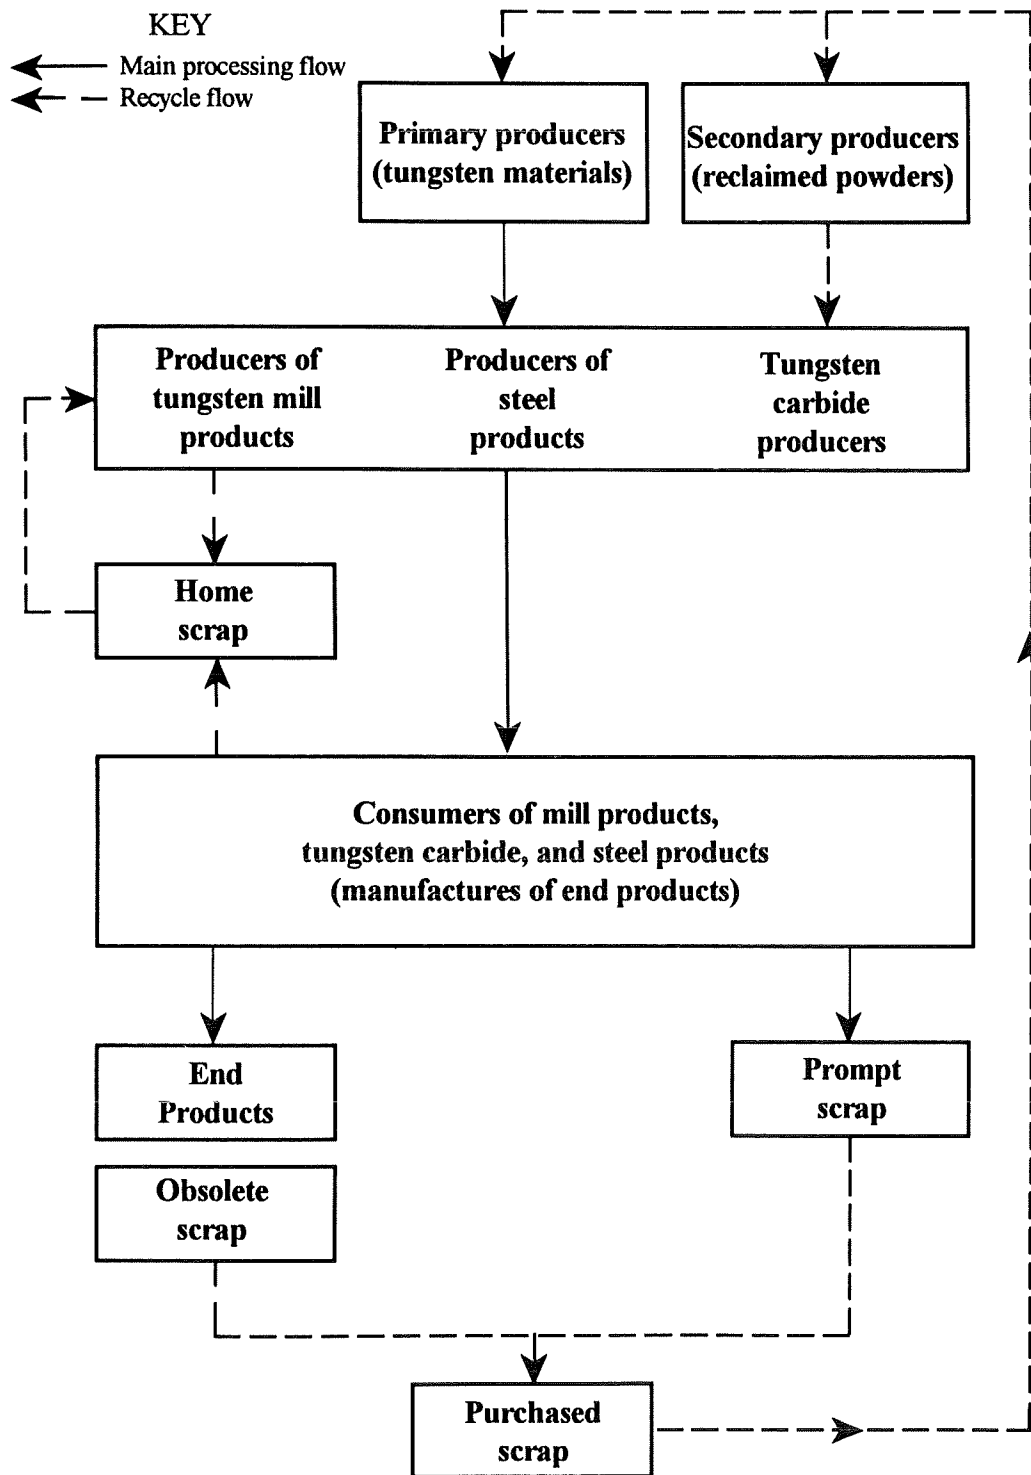 KEY
Main processing flow
Recycle flow
Primary producers
(tungsten materials)
Secondary producers
(reclaimed powders)
Producers of
tungsten mill
products
Producers of
steel
products
Tungsten
carbide
producers
Home
scrap
Consumers of mill products,
tungsten carbide, and steel products
(manufactures of end products)
End
Products
Prompt
scrap
Obsolete
scrap
Purchased
scrap